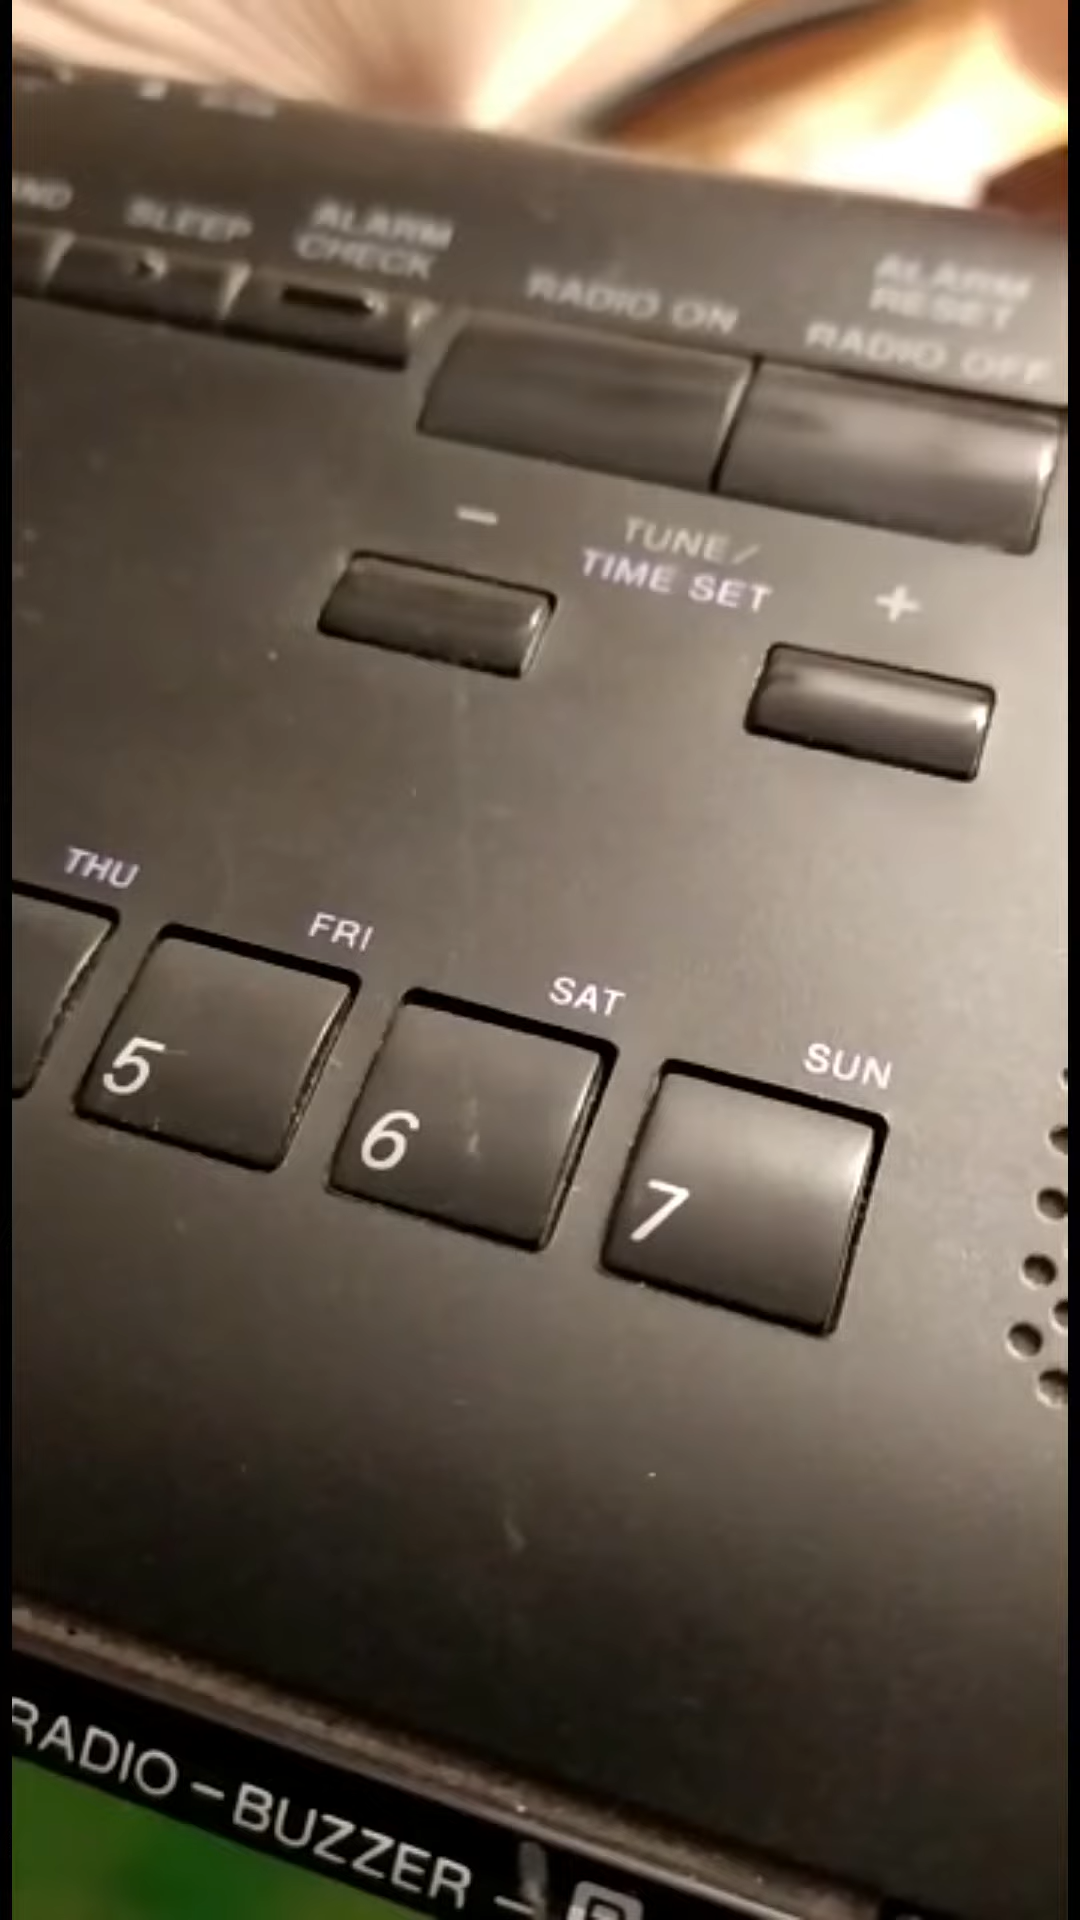 SLEEP
ALARM
CHECK
RADIO ON
ALARM
RESET
RADIO OFF
−
TUNE/
TIME SET
+
THU
FRI
SAT
SUN
5
6
7
RADIO – BUZZER –